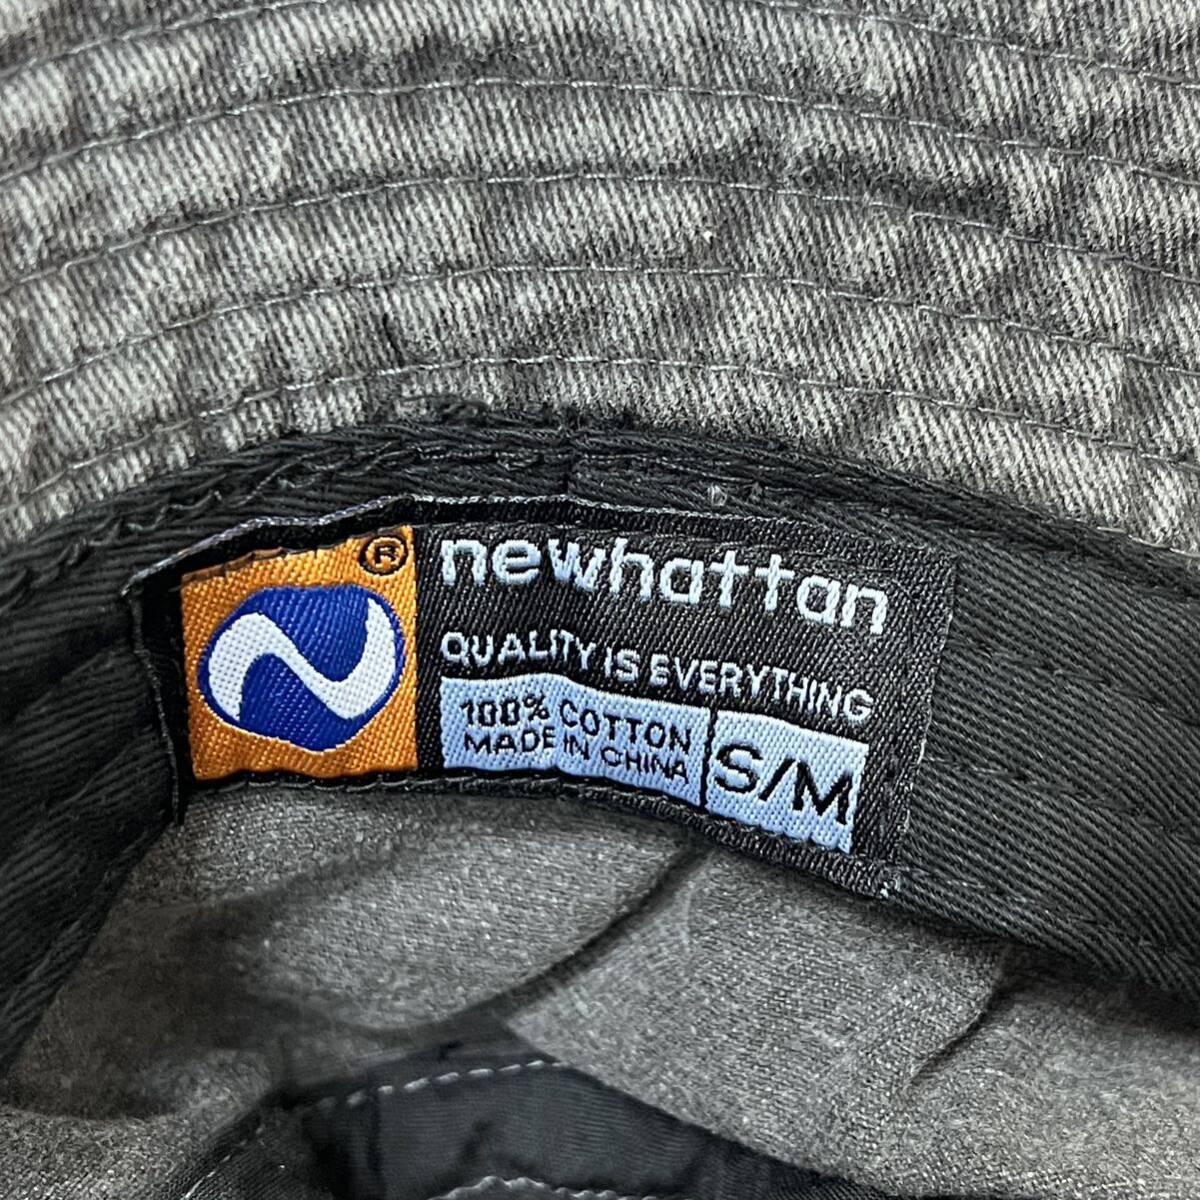 ®
newhattan
QUALITY IS EVERYTHING
100% COTTON
MADE IN CHINA
S/M